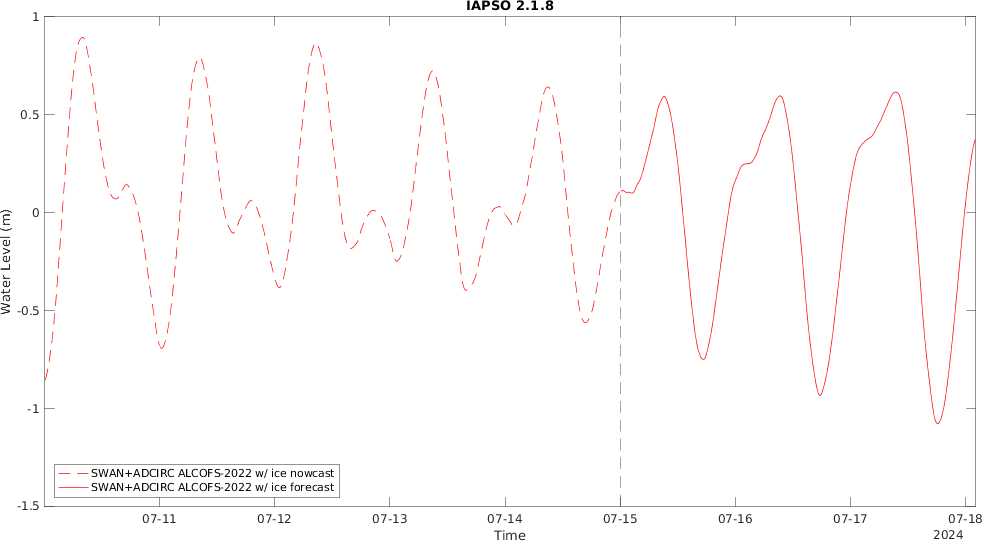 IAPSO 2.1.8
Water Level (m)
1
0.5
0
-0.5
-1
-1.5
SWAN+ADCIRC ALCOFS-2022 w/ ice nowcast
SWAN+ADCIRC ALCOFS-2022 w/ ice forecast
07-11 07-12 07-13 07-14 07-15 07-16 07-17 07-18
2024
Time